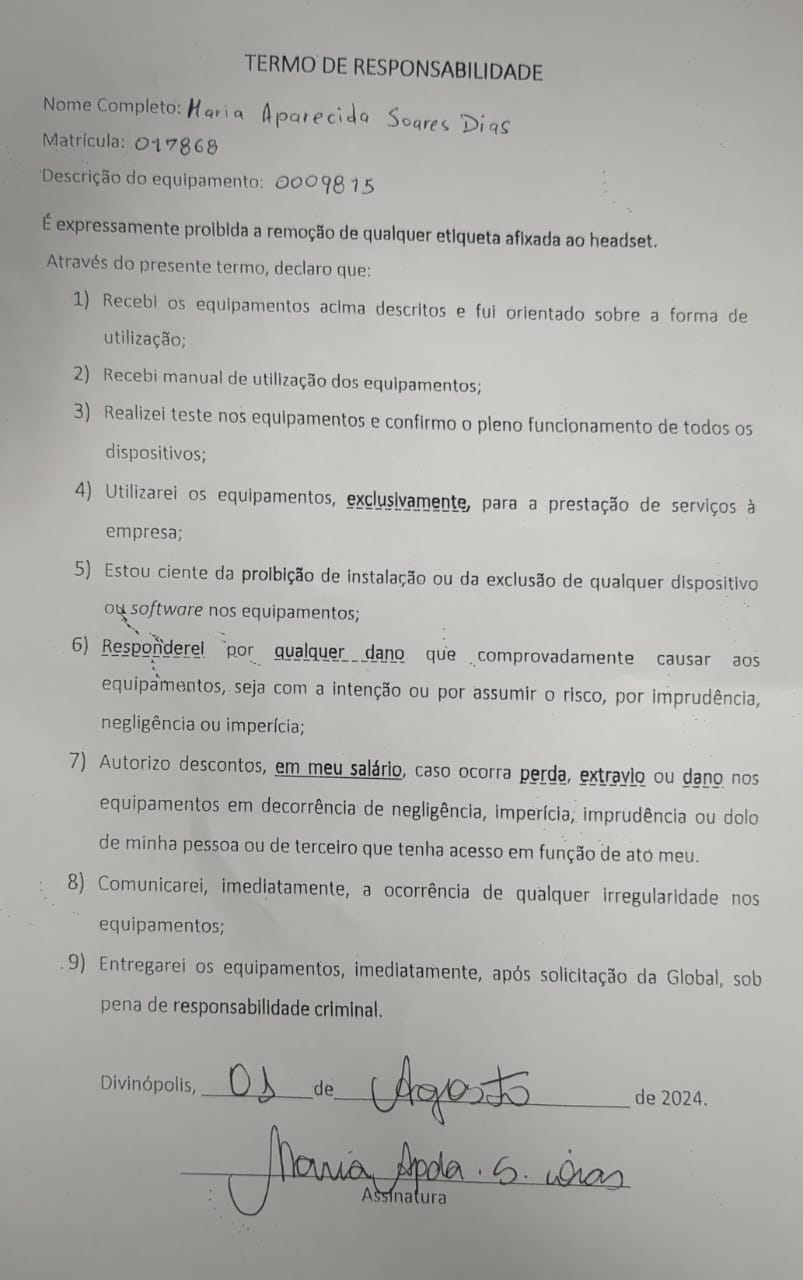 TERMO DE RESPONSABILIDADE
Nome Completo: Maria Aparecida Soares Dias
Matrícula: 017868
Descrição do equipamento: 0009815
É expressamente proibida a remoção de qualquer etiqueta afixada ao headset.
Através do presente termo, declaro que:
1) Recebi os equipamentos acima descritos e fui orientado sobre a forma de
utilização;
2) Recebi manual de utilização dos equipamentos;
3) Realizei teste nos equipamentos e confirmo o pleno funcionamento de todos os
dispositivos;
4) Utilizarei os equipamentos, exclusivamente, para a prestação de serviços à
empresa;
5) Estou ciente da proibição de instalação ou da exclusão de qualquer dispositivo
ou software nos equipamentos;
6) Responderei por qualquer dano que comprovadamente causar aos
equipamentos, seja com a intenção ou por assumir o risco, por imprudência,
negligência ou imperícia;
7) Autorizo descontos, em meu salário, caso ocorra perda, extravio ou dano nos
equipamentos em decorrência de negligência, imperícia, imprudência ou dolo
de minha pessoa ou de terceiro que tenha acesso em função de ato meu.
8) Comunicarei, imediatamente, a ocorrência de qualquer irregularidade nos
equipamentos;
9) Entregarei os equipamentos, imediatamente, após solicitação da Global, sob
pena de responsabilidade criminal.
Divinópolis, de Agosto de 2024.
Maria Apda. S. Dias
Assinatura